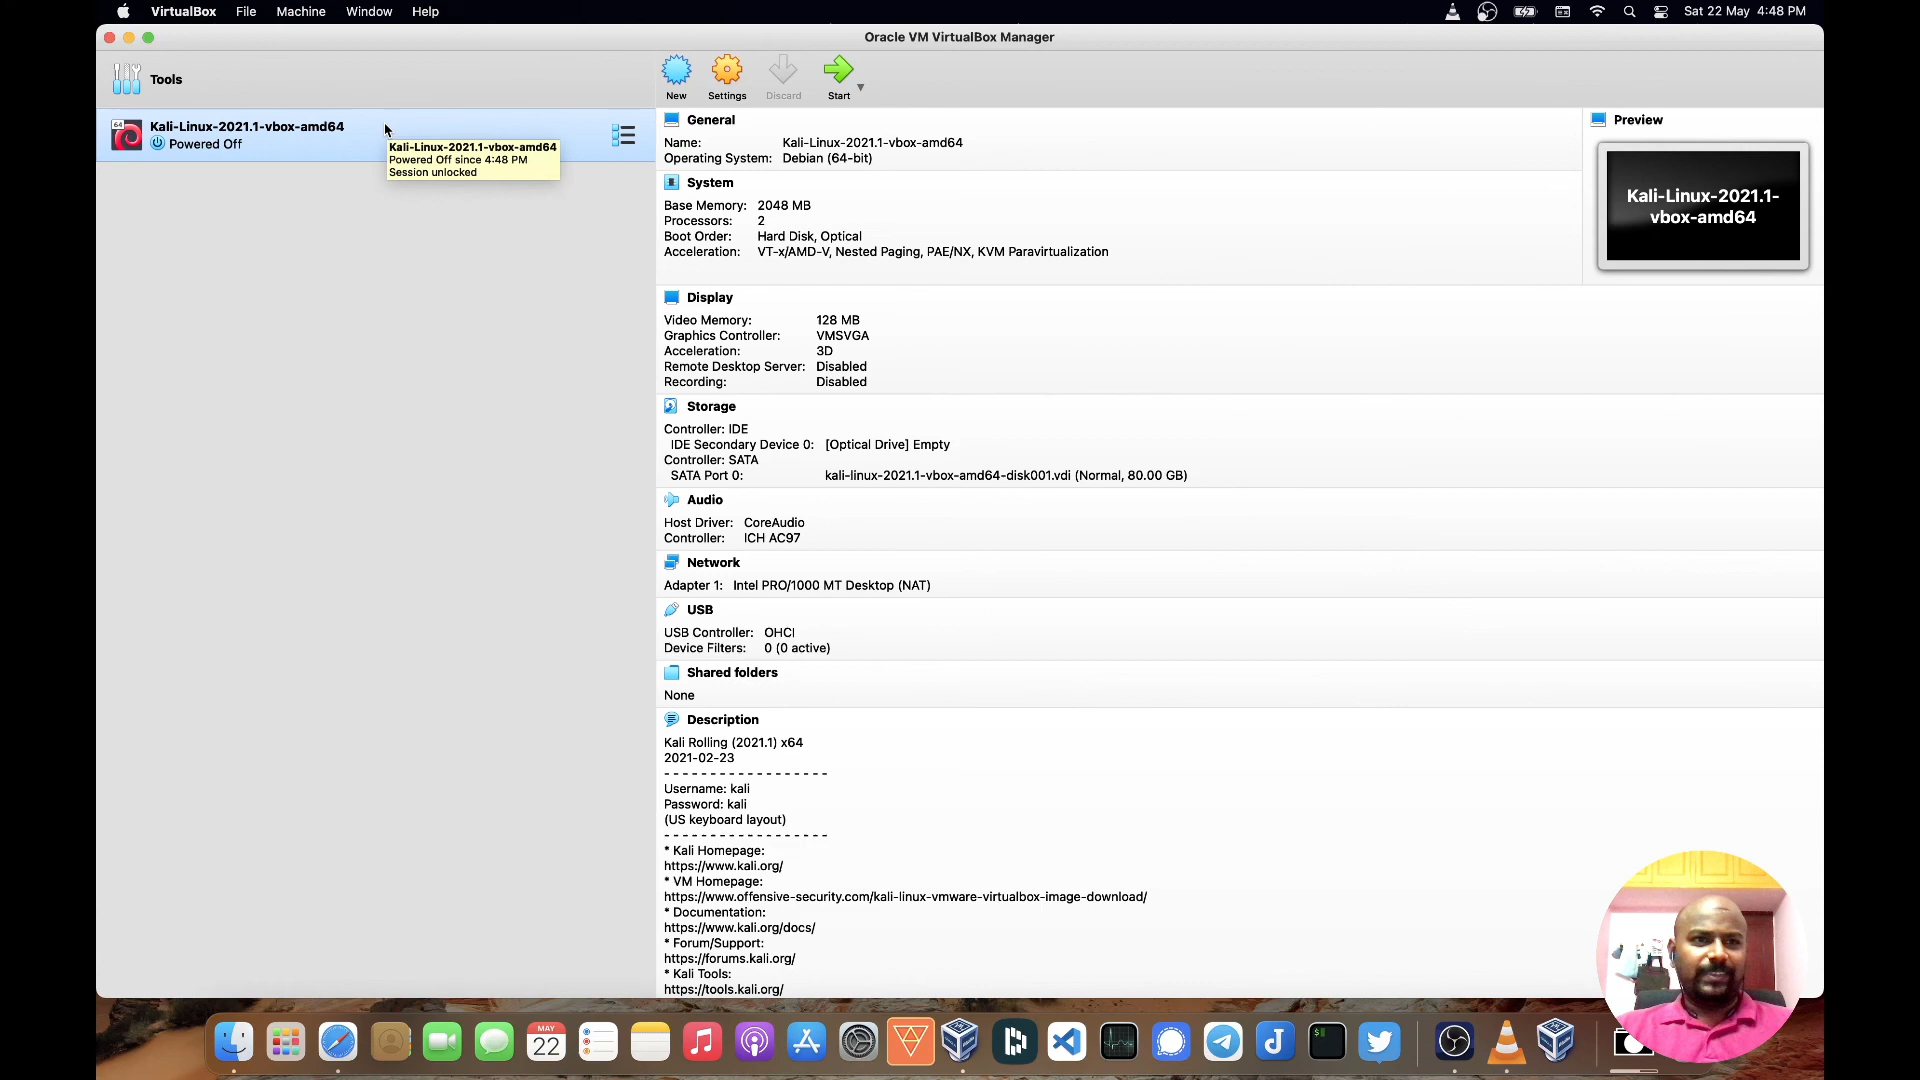 VirtualBox File Machine Window Help
Sat 22 May 4:48 PM
Oracle VM VirtualBox Manager
Tools
New
Settings
Discard
Start
64
Kali-Linux-2021.1-vbox-amd64
Powered Off
Kali-Linux-2021.1-vbox-amd64
Powered Off since 4:48 PM
Session unlocked
General
Name: Kali-Linux-2021.1-vbox-amd64
Operating System: Debian (64-bit)
System
Base Memory: 2048 MB
Processors: 2
Boot Order: Hard Disk, Optical
Acceleration: VT-x/AMD-V, Nested Paging, PAE/NX, KVM Paravirtualization
Preview
Kali-Linux-2021.1-
vbox-amd64
Display
Video Memory: 128 MB
Graphics Controller: VMSVGA
Acceleration: 3D
Remote Desktop Server: Disabled
Recording: Disabled
Storage
Controller: IDE
IDE Secondary Device 0: [Optical Drive] Empty
Controller: SATA
SATA Port 0: kali-linux-2021.1-vbox-amd64-disk001.vdi (Normal, 80.00 GB)
Audio
Host Driver: CoreAudio
Controller: ICH AC97
Network
Adapter 1: Intel PRO/1000 MT Desktop (NAT)
USB
USB Controller: OHCI
Device Filters: 0 (0 active)
Shared folders
None
Description
Kali Rolling (2021.1) x64
2021-02-23
- - - - - - - - - - - - - - - - - -
Username: kali
Password: kali
(US keyboard layout)
- - - - - - - - - - - - - - - - - -
* Kali Homepage:
https://www.kali.org/
* VM Homepage:
https://www.offensive-security.com/kali-linux-vmware-virtualbox-image-download/
* Documentation:
https://www.kali.org/docs/
* Forum/Support:
https://forums.kali.org/
* Kali Tools:
https://tools.kali.org/
MAY
22